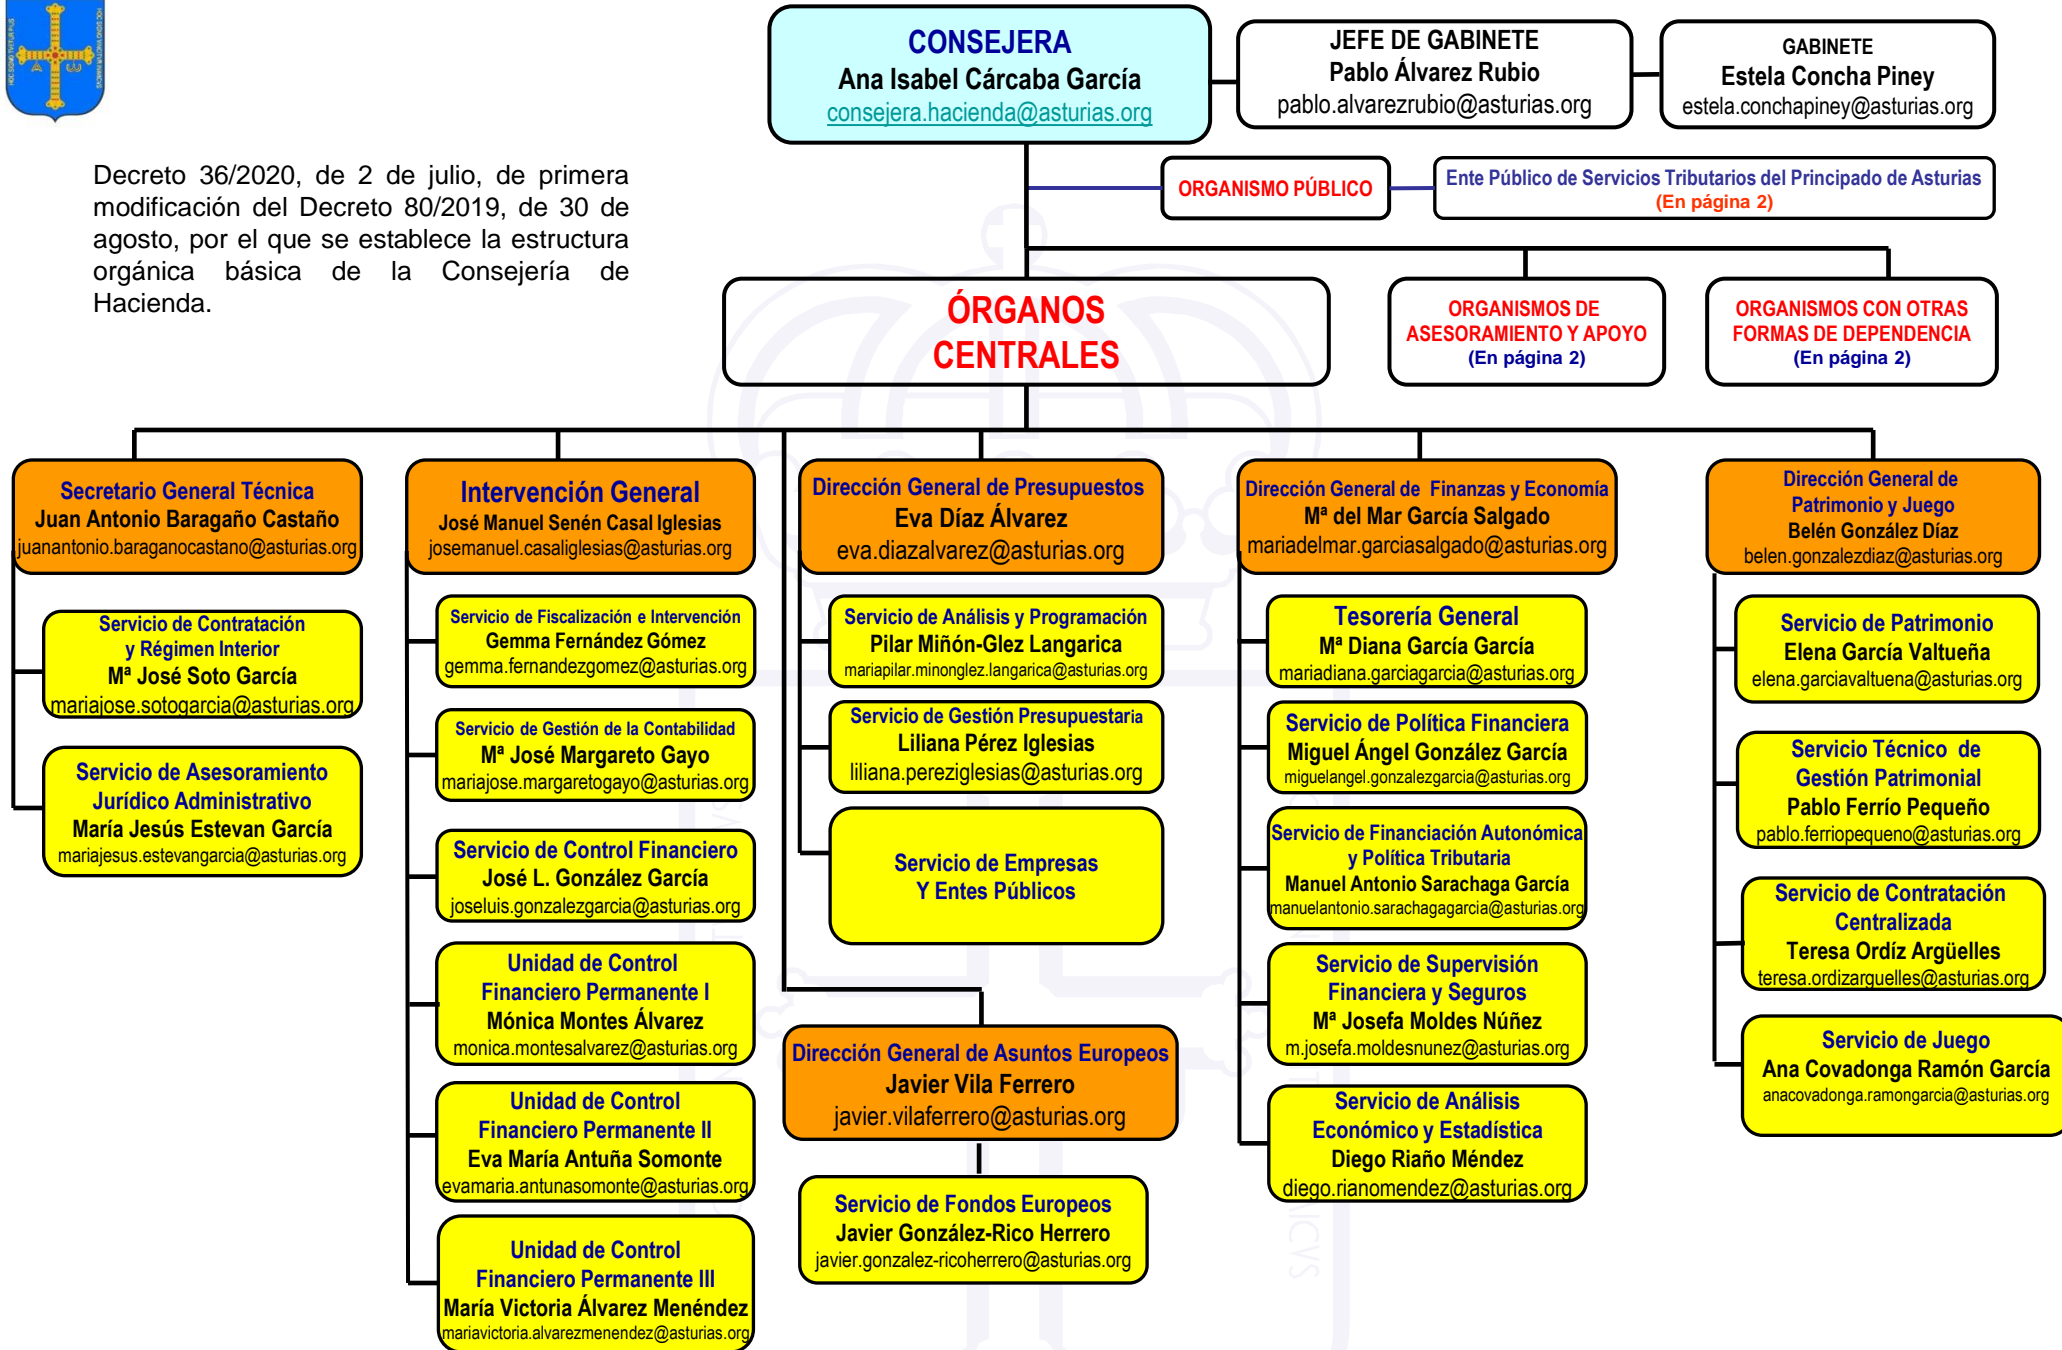 CONSEJERA
Ana Isabel Cárcaba García
consejera.hacienda@asturias.org
JEFE DE GABINETE
Pablo Álvarez Rubio
pablo.alvarezrubio@asturias.org
GABINETE
Estela Concha Piney
estela.conchapiney@asturias.org
Decreto 36/2020, de 2 de julio, de primera
modificación del Decreto 80/2019, de 30 de
agosto, por el que se establece la estructura
orgánica básica de la Consejería de
Hacienda.
ORGANISMO PÚBLICO
Ente Público de Servicios Tributarios del Principado de Asturias
(En página 2)
ÓRGANOS
CENTRALES
ORGANISMOS DE
ASESORAMIENTO Y APOYO
(En página 2)
ORGANISMOS CON OTRAS
FORMAS DE DEPENDENCIA
(En página 2)
Secretario General Técnica
Juan Antonio Baragaño Castaño
juanantonio.baraganocastano@asturias.org
Servicio de Contratación
y Régimen Interior
Mª José Soto García
mariajose.sotogarcia@asturias.org
Servicio de Asesoramiento
Jurídico Administrativo
María Jesús Estevan García
mariajesus.estevangarcia@asturias.org
Intervención General
José Manuel Senén Casal Iglesias
josemanuel.casaliglesias@asturias.org
Servicio de Fiscalización e Intervención
Gemma Fernández Gómez
gemma.fernandezgomez@asturias.org
Servicio de Gestión de la Contabilidad
Mª José Margareto Gayo
mariajose.margaretogayo@asturias.org
Servicio de Control Financiero
José L. González García
joseluis.gonzalezgarcia@asturias.org
Unidad de Control
Financiero Permanente I
Mónica Montes Álvarez
monica.montesalvarez@asturias.org
Unidad de Control
Financiero Permanente II
Eva María Antuña Somonte
evamaria.antunasomonte@asturias.org
Unidad de Control
Financiero Permanente III
María Victoria Álvarez Menéndez
mariavictoria.alvarezmenendez@asturias.org
Dirección General de Presupuestos
Eva Díaz Álvarez
eva.diazalvarez@asturias.org
Servicio de Análisis y Programación
Pilar Miñón-Glez Langarica
mariapilar.minonglez.langarica@asturias.org
Servicio de Gestión Presupuestaria
Liliana Pérez Iglesias
liliana.pereziglesias@asturias.org
Servicio de Empresas
Y Entes Públicos
Dirección General de Asuntos Europeos
Javier Vila Ferrero
javier.vilaferrero@asturias.org
Servicio de Fondos Europeos
Javier González-Rico Herrero
javier.gonzalez-ricoherrero@asturias.org
Dirección General de Finanzas y Economía
Mª del Mar García Salgado
mariadelmar.garciasalgado@asturias.org
Tesorería General
Mª Diana García García
mariadiana.garciagarcia@asturias.org
Servicio de Política Financiera
Miguel Ángel González García
miguelangel.gonzalezgarcia@asturias.org
Servicio de Financiación Autonómica
y Política Tributaria
Manuel Antonio Sarachaga García
manuelantonio.sarachagagarcia@asturias.org
Servicio de Supervisión
Financiera y Seguros
Mª Josefa Moldes Núñez
m.josefa.moldesnunez@asturias.org
Servicio de Análisis
Económico y Estadística
Diego Riaño Méndez
diego.rianomendez@asturias.org
Dirección General de
Patrimonio y Juego
Belén González Díaz
belen.gonzalezdiaz@asturias.org
Servicio de Patrimonio
Elena García Valtueña
elena.garciavaltuena@asturias.org
Servicio Técnico de
Gestión Patrimonial
Pablo Ferrío Pequeño
pablo.ferriopequeno@asturias.org
Servicio de Contratación
Centralizada
Teresa Ordíz Argüelles
teresa.ordizarguelles@asturias.org
Servicio de Juego
Ana Covadonga Ramón García
anacovadonga.ramongarcia@asturias.org